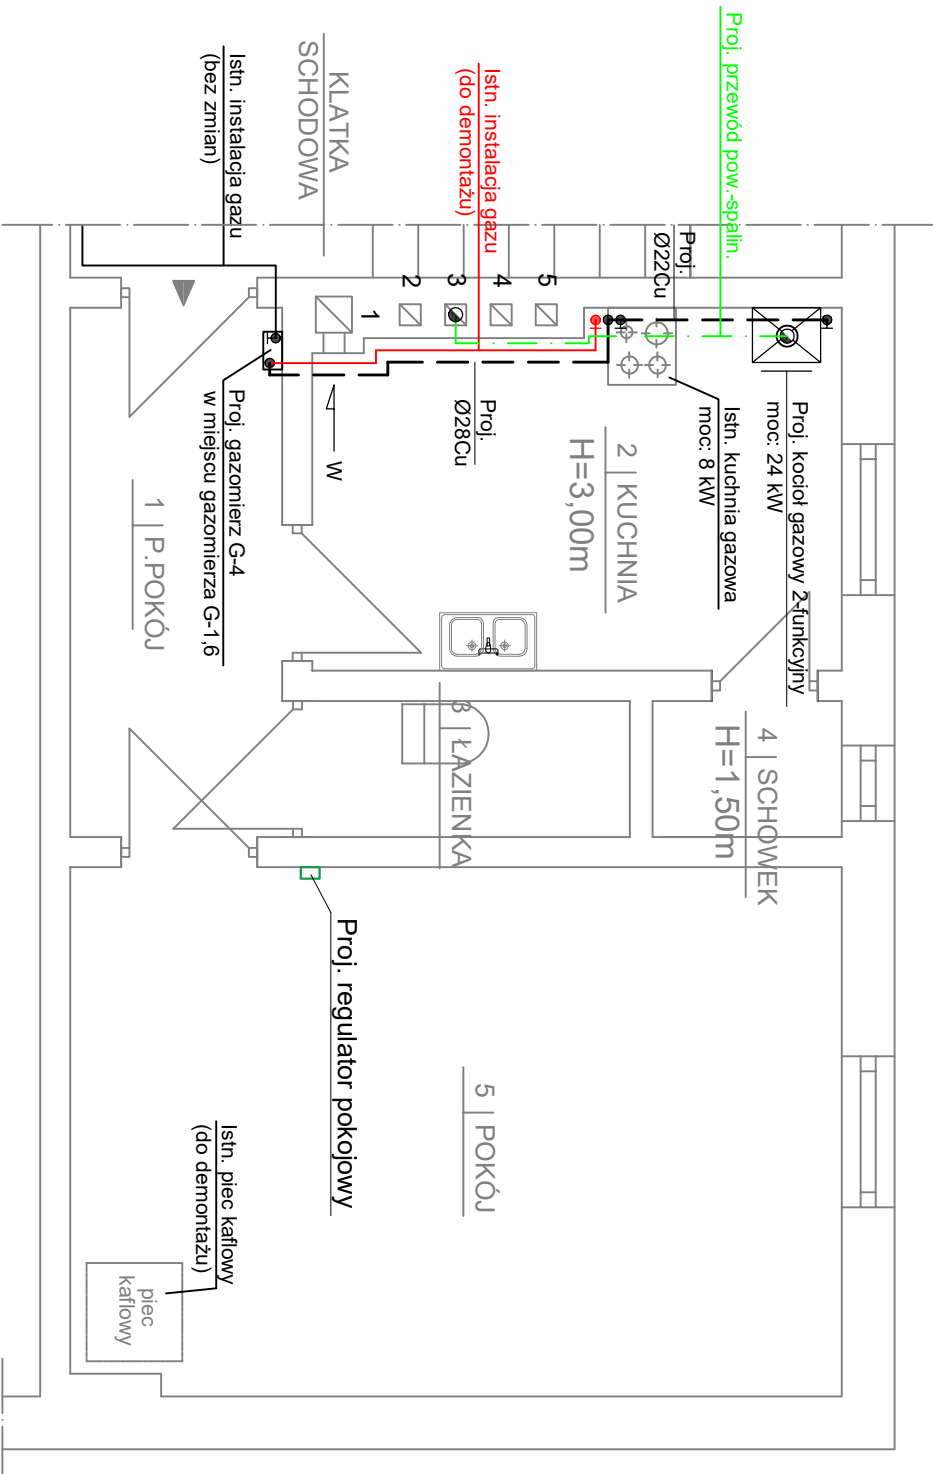 Proj. przewód pow.-spalin.
Istn. instalacja gazu
(do demontażu)
KLATKA
SCHODOWA
Istn. instalacja gazu
(bez zmian)
Proj.
Ø22Cu
1
2
3
4
5
Proj. kocioł gazowy 2-funkcyjny
moc: 24 kW
Istn. kuchnia gazowa
moc: 8 kW
Proj.
Ø28Cu
W
2 | KUCHNIA
H=3,00m
Proj. gazomierz G-4
w miejscu gazomierza G-1,6
1 | P.POKÓJ
3 | ŁAZIENKA
4 | SCHOWEK
H=1,50m
Proj. regulator pokojowy
5 | POKÓJ
Istn. piec kaflowy
(do demontażu)
piec
kaflowy